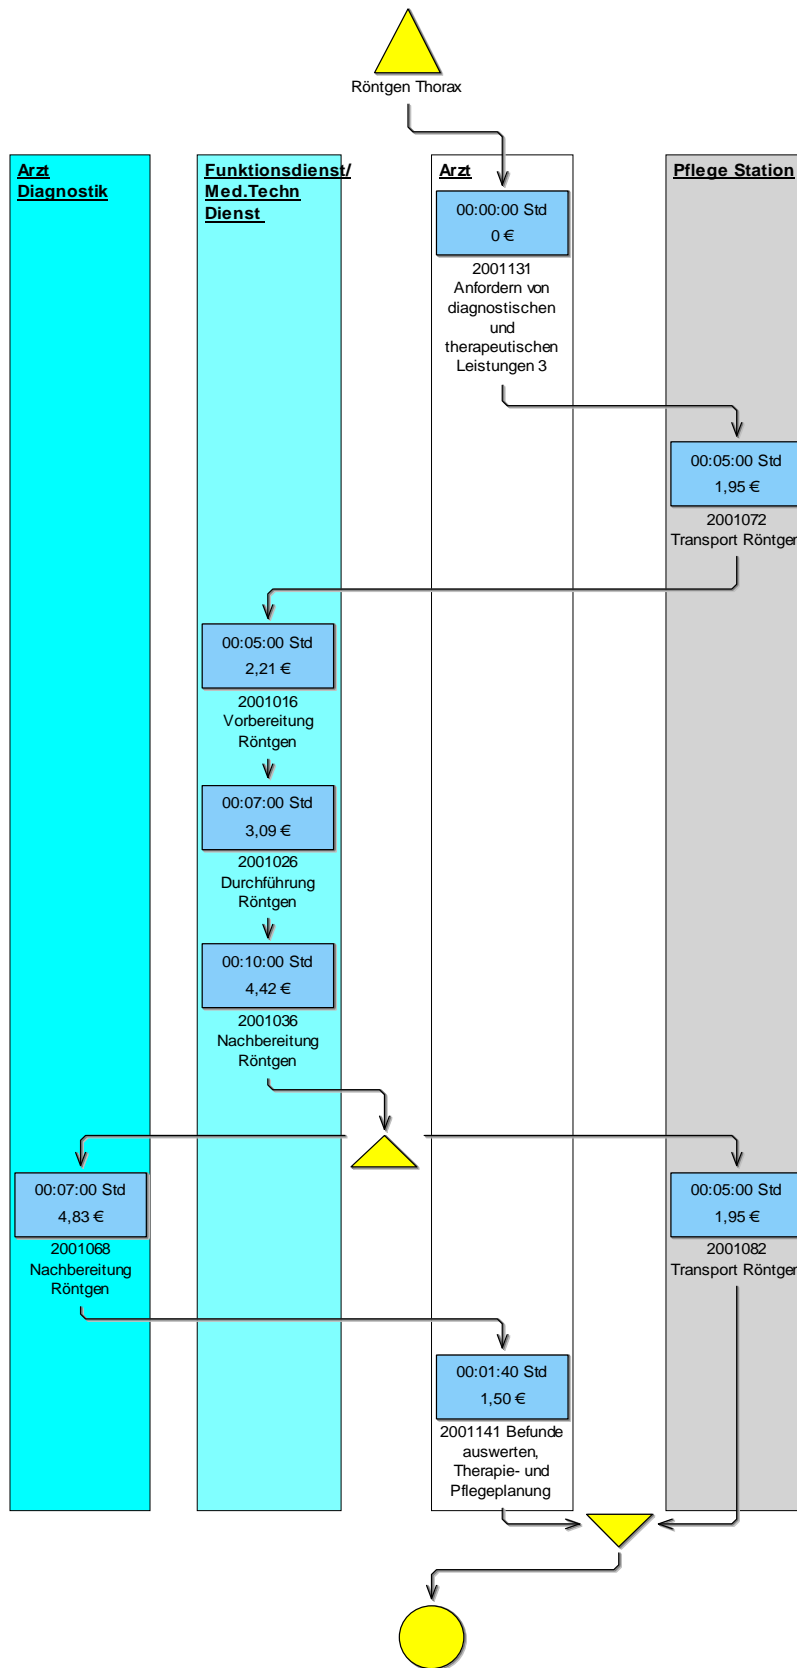 Röntgen Thorax
Arzt
Diagnostik
Funktionsdienst/
Med.Techn
Dienst
Arzt
Pflege Station
00:00:00 Std
0 €
2001131
Anfordern von
diagnostischen
und
therapeutischen
Leistungen 3
00:05:00 Std
1,95 €
2001072
Transport Röntgen
00:05:00 Std
2,21 €
2001016
Vorbereitung
Röntgen
00:07:00 Std
3,09 €
2001026
Durchführung
Röntgen
00:10:00 Std
4,42 €
2001036
Nachbereitung
Röntgen
00:07:00 Std
4,83 €
2001068
Nachbereitung
Röntgen
00:05:00 Std
1,95 €
2001082
Transport Röntgen
00:01:40 Std
1,50 €
2001141 Befunde
auswerten,
Therapie- und
Pflegeplanung